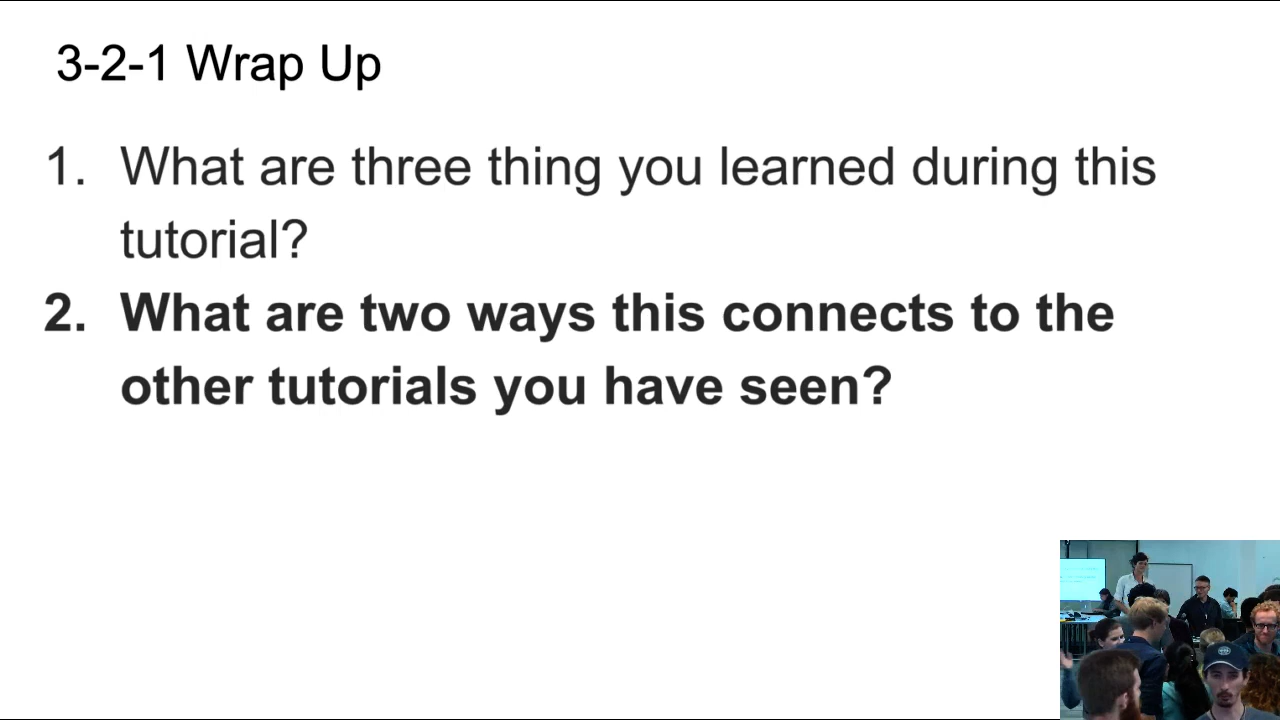 3-2-1 Wrap Up
1. What are three thing you learned during this
tutorial?
2. What are two ways this connects to the
other tutorials you have seen?